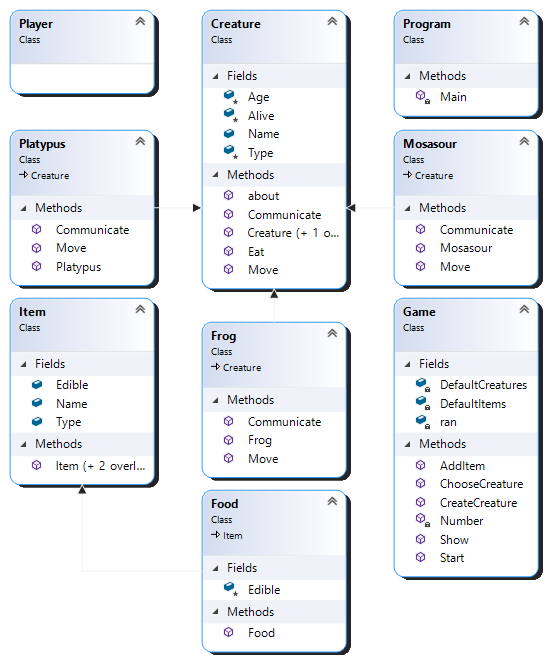 Player
Class
Creature
Class
Fields
Age
Alive
Name
Type
Methods
about
Communicate
Creature (+ 1 o...
Eat
Move
Program
Class
Methods
Main
Platypus
Class
Creature
Methods
Communicate
Move
Platypus
Mosasour
Class
Creature
Methods
Communicate
Mosasour
Move
Item
Class
Fields
Edible
Name
Type
Methods
Item (+ 2 overl...
Frog
Class
Creature
Methods
Communicate
Frog
Move
Game
Class
Fields
DefaultCreatures
DefaultItems
ran
Methods
AddItem
ChooseCreature
CreateCreature
Number
Show
Start
Food
Class
Item
Fields
Edible
Methods
Food